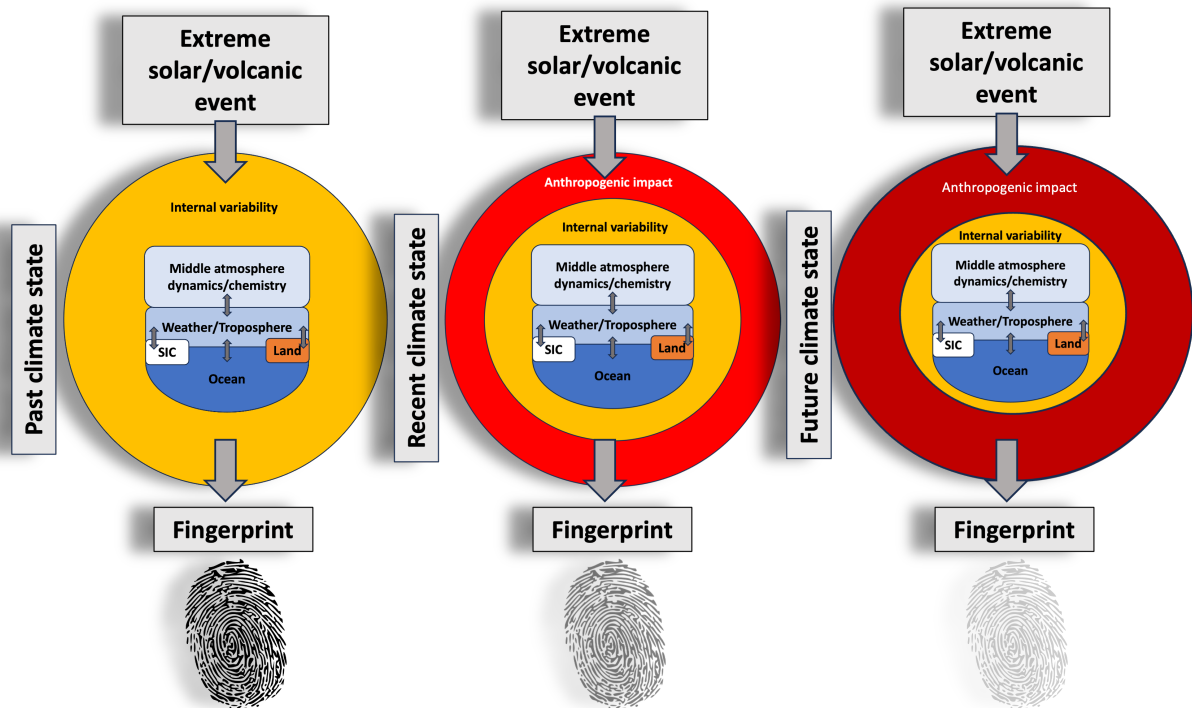 Extreme
solar/volcanic
event
Past climate state
Internal variability
Middle atmosphere
dynamics/chemistry
Weather/Troposphere
SIC
Land
Ocean
Fingerprint
Extreme
solar/volcanic
event
Recent climate state
Anthropogenic impact
Internal variability
Middle atmosphere
dynamics/chemistry
Weather/Troposphere
SIC
Land
Ocean
Fingerprint
Extreme
solar/volcanic
event
Future climate state
Anthropogenic impact
Internal variability
Middle atmosphere
dynamics/chemistry
Weather/Troposphere
SIC
Land
Ocean
Fingerprint